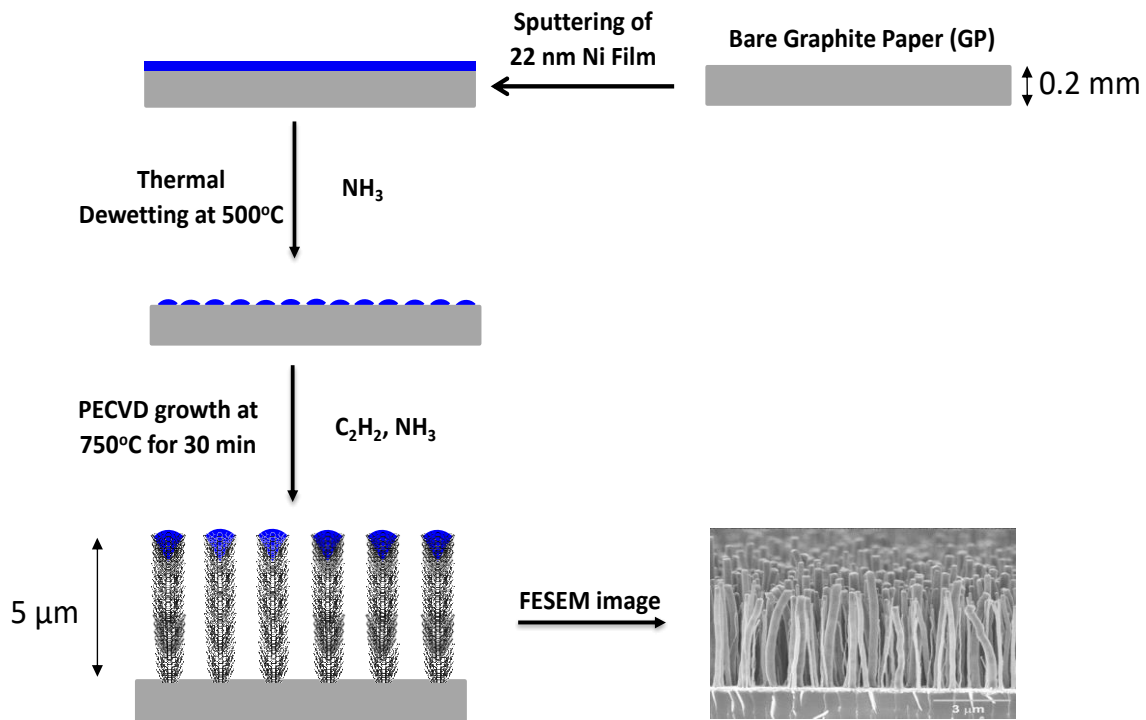 Sputtering of
22 nm Ni Film
Bare Graphite Paper (GP)
0.2 mm
Thermal
Dewetting at 500°C
NH₃
PECVD growth at
750°C for 30 min
C₂H₂, NH₃
5 µm
FESEM image
3 µm